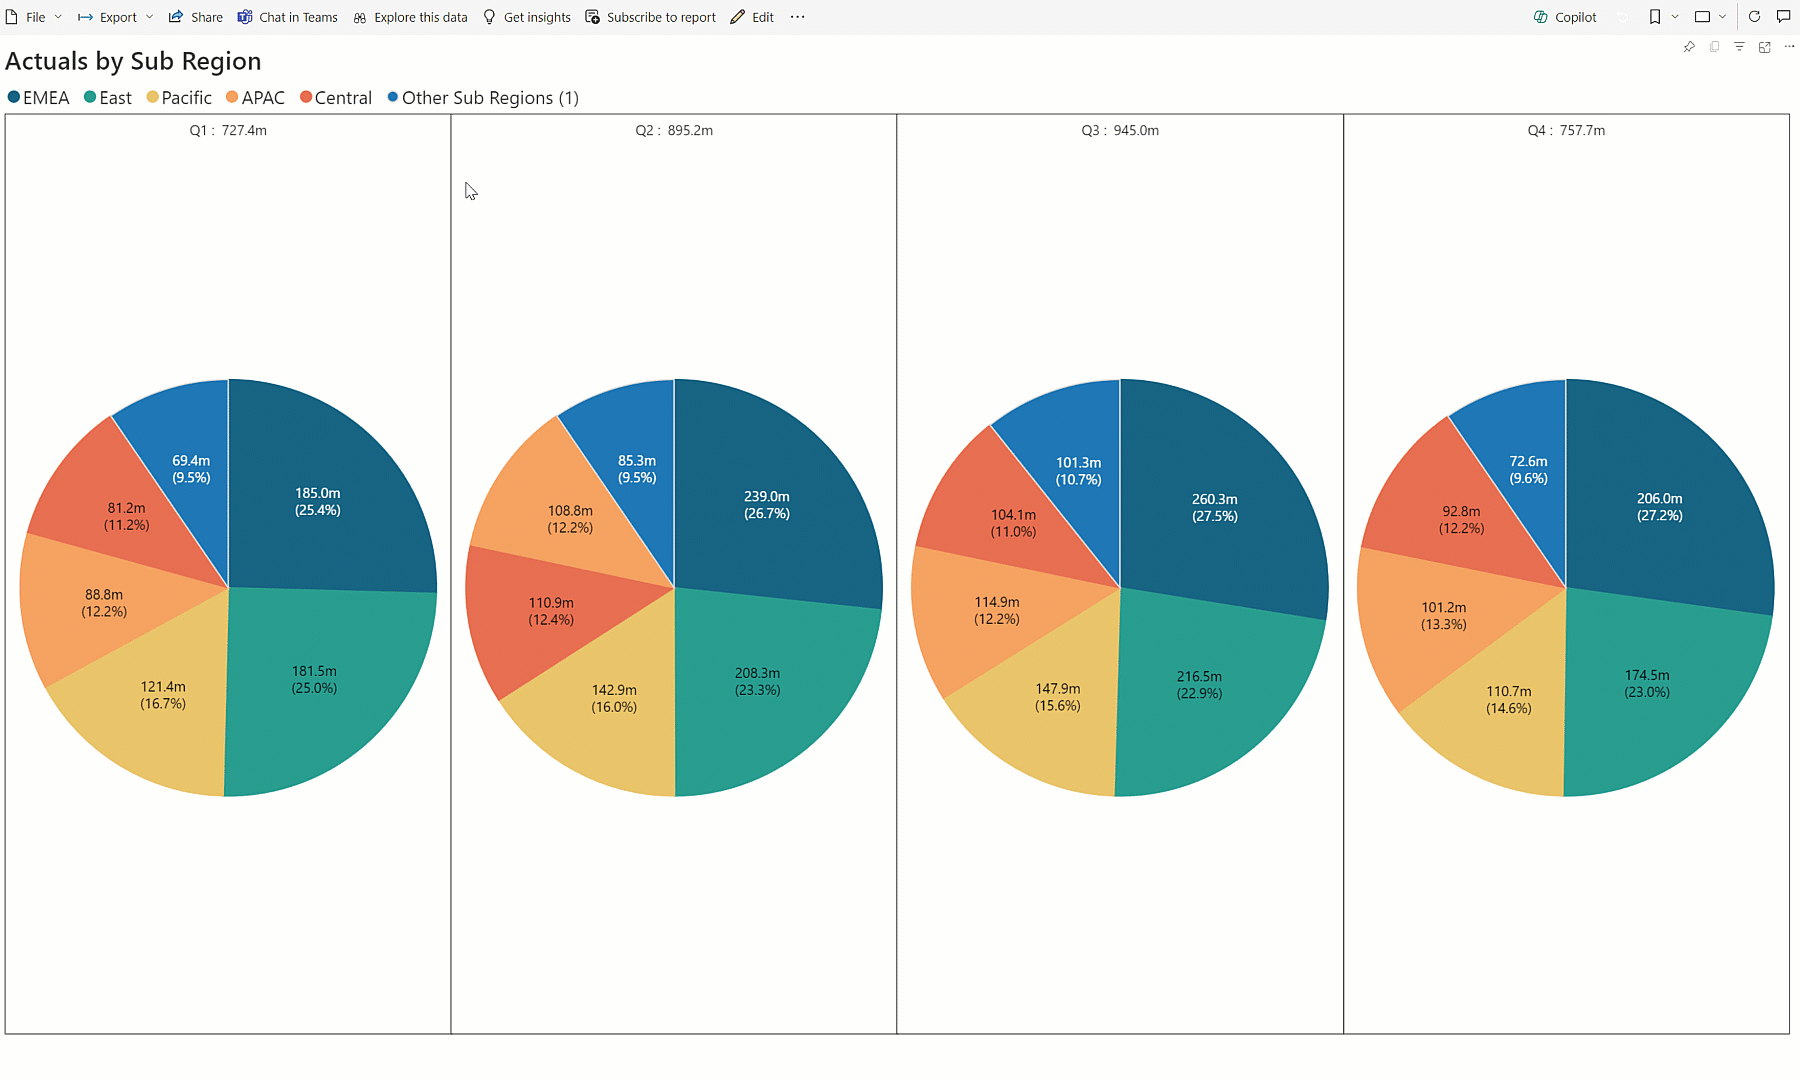 File Export Share Chat in Teams Explore this data Get insights Subscribe to report Edit ... Copilot
Actuals by Sub Region
EMEA East Pacific APAC Central Other Sub Regions (1)
Q1 : 727.4m
69.4m
(9.5%)
185.0m
(25.4%)
81.2m
(11.2%)
88.8m
(12.2%)
181.5m
(25.0%)
121.4m
(16.7%)
Q2 : 895.2m
85.3m
(9.5%)
239.0m
(26.7%)
108.8m
(12.2%)
110.9m
(12.4%)
208.3m
(23.3%)
142.9m
(16.0%)
Q3 : 945.0m
101.3m
(10.7%)
260.3m
(27.5%)
104.1m
(11.0%)
114.9m
(12.2%)
216.5m
(22.9%)
147.9m
(15.6%)
Q4 : 757.7m
72.6m
(9.6%)
206.0m
(27.2%)
92.8m
(12.2%)
101.2m
(13.3%)
174.5m
(23.0%)
110.7m
(14.6%)